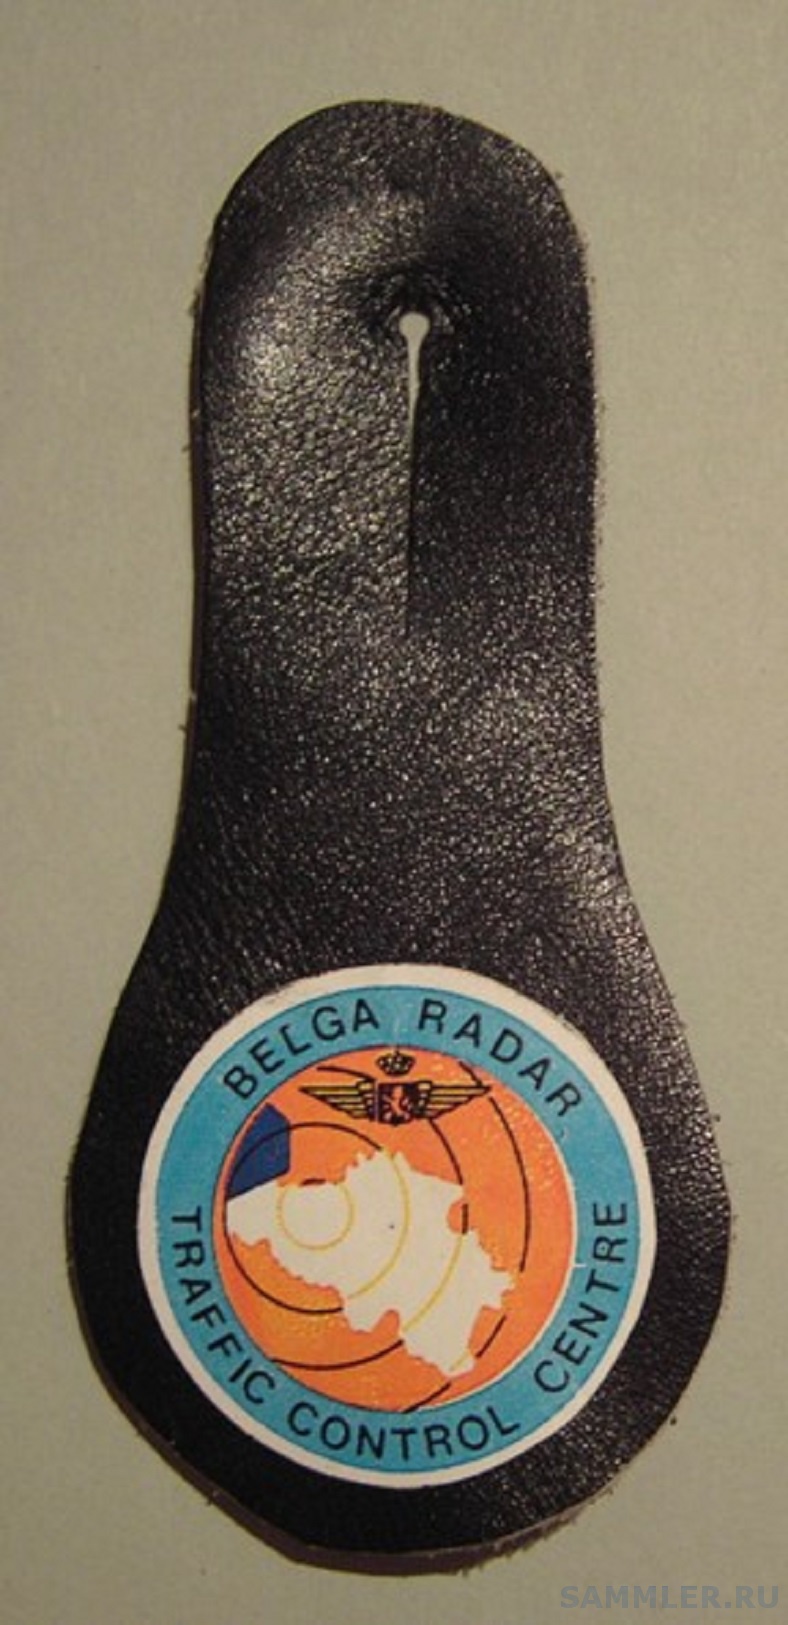 BELGA RADAR
TRAFFIC CONTROL CENTRE
SAMMLER.RU